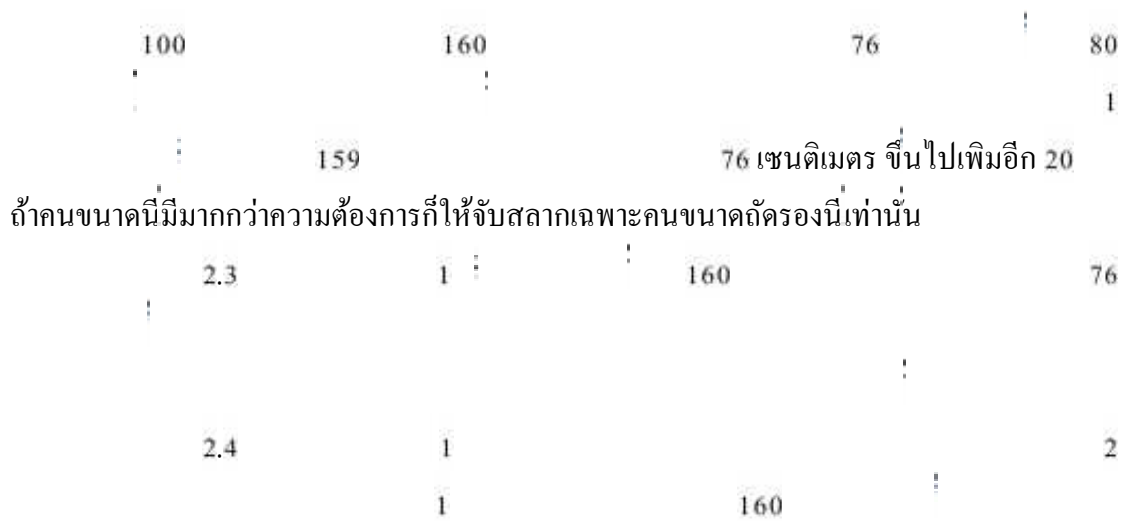 100 160 76 80
1
159 76 เซนติเมตร ขึ้นไปเพิ่มอีก 20
ถ้าคนขนาดนี้มีมากกว่าความต้องการก็ให้จับสลากเฉพาะคนขนาดถัดรองนี้เท่านั้น
2.3 1 160 76
2.4 1 2
1 160